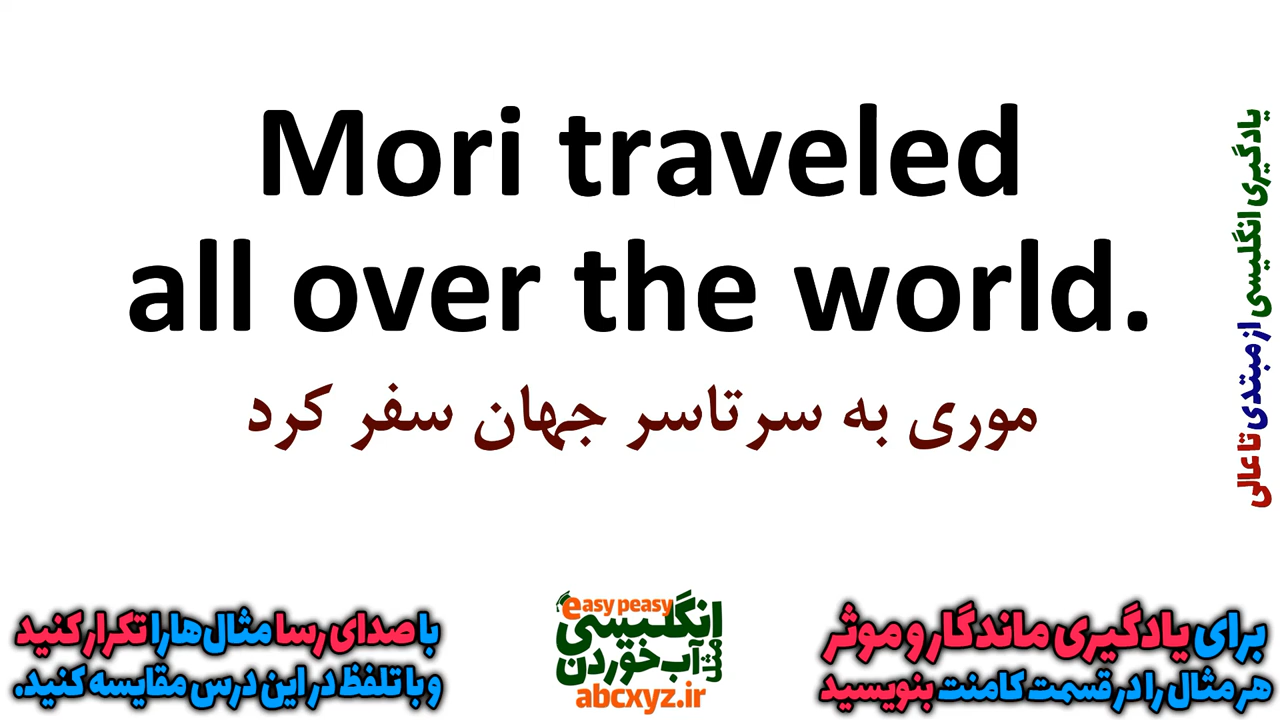 Mori traveled
all over the world.
موری به سرتاسر جهان سفر کرد
یادگیری انگلیسی از مبتدی تا عالی
برای یادگیری ماندگار و موثر
هر مثال را در قسمت کامنت بنویسید
easy peasy
انگلیسی
مثل آب خوردن
abcxyz.ir
با صدای رسا مثال‌ها را تکرار کنید
و با تلفظ در این درس مقایسه کنید.